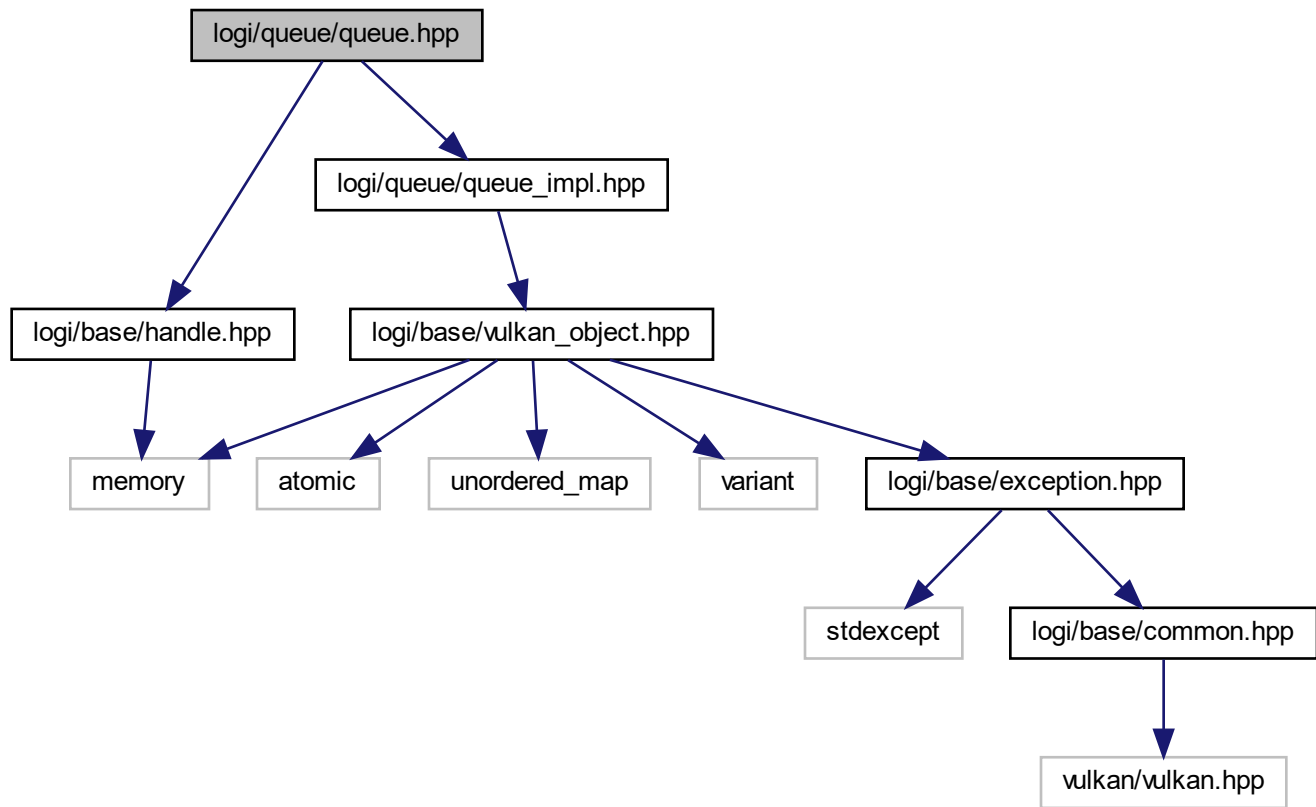 logi/queue/queue.hpp
logi/queue/queue_impl.hpp
logi/base/handle.hpp
logi/base/vulkan_object.hpp
memory
atomic
unordered_map
variant
logi/base/exception.hpp
stdexcept
logi/base/common.hpp
vulkan/vulkan.hpp